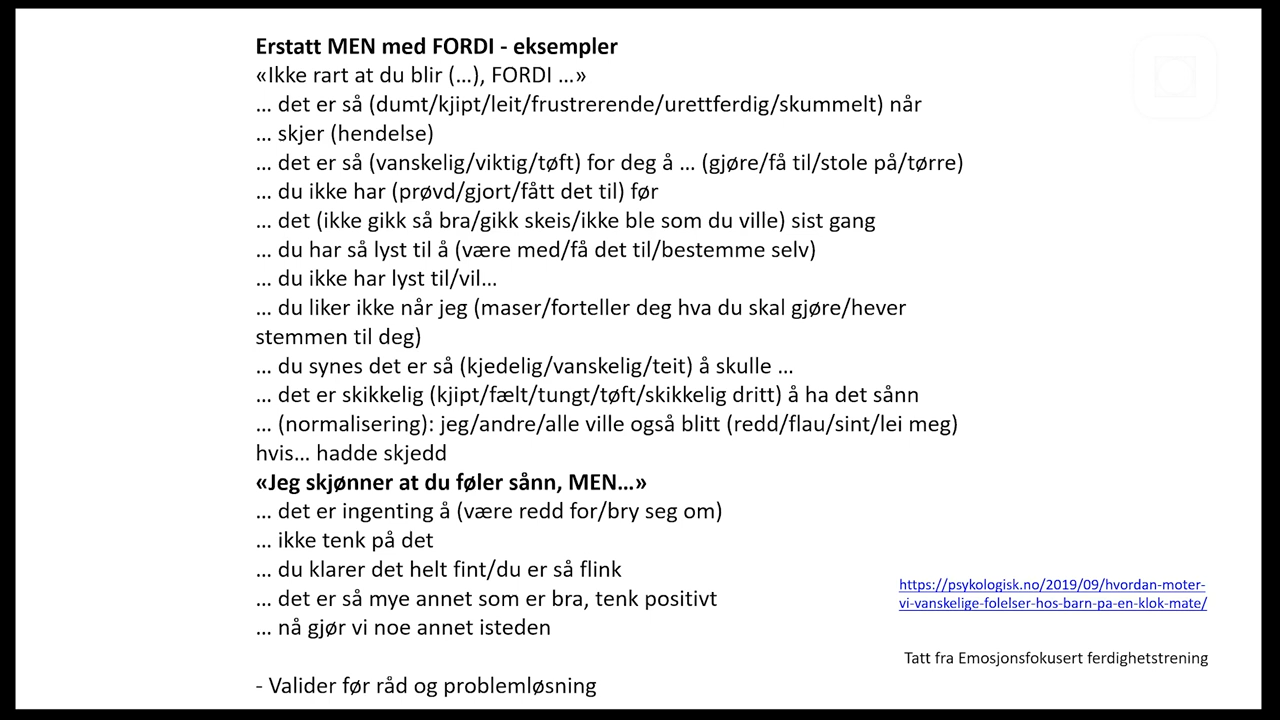 Erstatt MEN med FORDI - eksempler
«Ikke rart at du blir (...), FORDI ...»
... det er så (dumt/kjipt/leit/frustrerende/urettferdig/skummelt) når
... skjer (hendelse)
... det er så (vanskelig/viktig/tøft) for deg å ... (gjøre/få til/stole på/tørre)
... du ikke har (prøvd/gjort/fått det til) før
... det (ikke gikk så bra/gikk skeis/ikke ble som du ville) sist gang
... du har så lyst til å (være med/få det til/bestemme selv)
... du ikke har lyst til/vil...
... du liker ikke når jeg (maser/forteller deg hva du skal gjøre/hever
stemmen til deg)
... du synes det er så (kjedelig/vanskelig/teit) å skulle ...
... det er skikkelig (kjipt/fælt/tungt/tøft/skikkelig dritt) å ha det sånn
... (normalisering): jeg/andre/alle ville også blitt (redd/flau/sint/lei meg)
hvis... hadde skjedd
«Jeg skjønner at du føler sånn, MEN...»
... det er ingenting å (være redd for/bry seg om)
... ikke tenk på det
... du klarer det helt fint/du er så flink
... det er så mye annet som er bra, tenk positivt
... nå gjør vi noe annet isteden
- Valider før råd og problemløsning
https://psykologisk.no/2019/09/hvordan-moter-
vi-vanskelige-folelser-hos-barn-pa-en-klok-mate/
Tatt fra Emosjonsfokusert ferdighetstrening